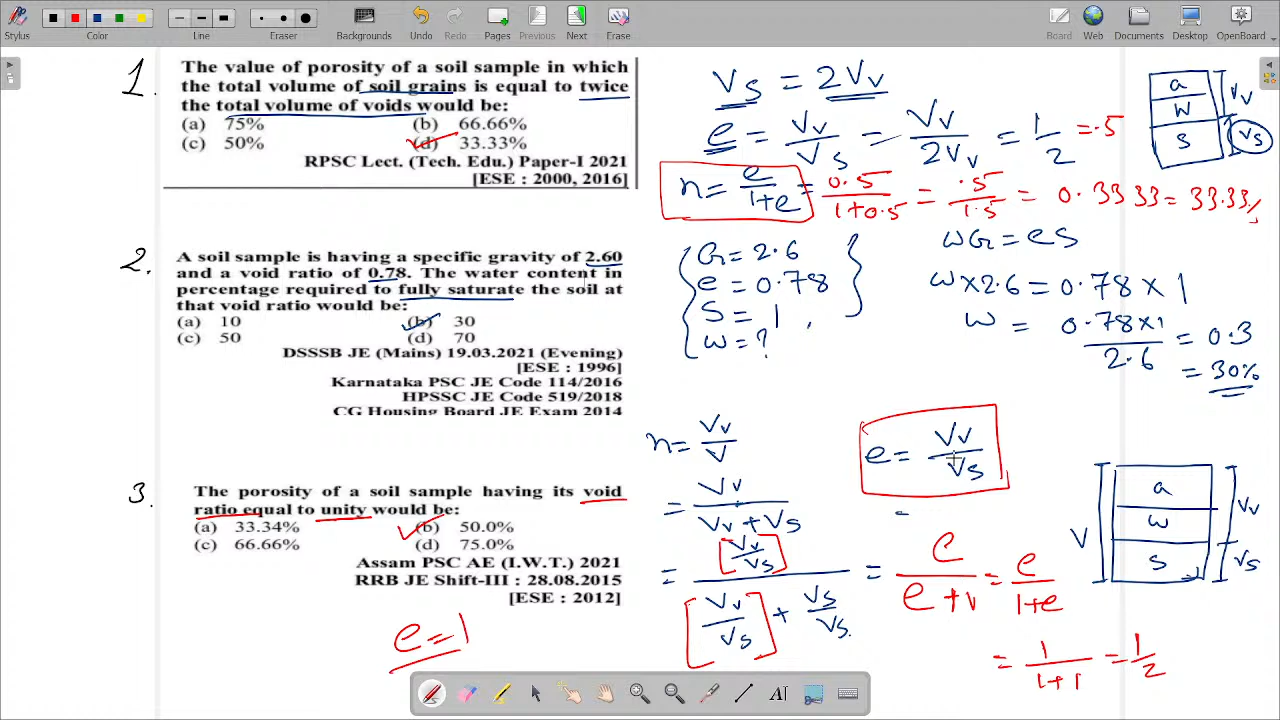 Stylus
Color
Line
Eraser
Backgrounds
Undo
Redo
Pages
Previous
Next
Erase
Board
Web
Documents
Desktop
OpenBoard
1.
The value of porosity of a soil sample in which
the total volume of soil grains is equal to twice
the total volume of voids would be:
(a) 75% (b) 66.66%
(c) 50% (d) 33.33%
RPSC Lect. (Tech. Edu.) Paper-I 2021
[ESE : 2000, 2016]
Vs = 2Vv
e = Vv/Vs = Vv/2Vv = 1/2 = .5
n = e/1+e = 0.5/1+0.5 = .5/1.5 = 0.3333 = 33.33%
a
w
s
Vv
Vs
2.
A soil sample is having a specific gravity of 2.60
and a void ratio of 0.78. The water content in
percentage required to fully saturate the soil at
that void ratio would be:
(a) 10 (b) 30
(c) 50 (d) 70
DSSSB JE (Mains) 19.03.2021 (Evening)
[ESE : 1996]
Karnataka PSC JE Code 114/2016
HPSSC JE Code 519/2018
CG Housing Board JE Exam 2014
G = 2.6
e = 0.78
S = 1,
w = ?
wG = eS
w×2.6 = 0.78 × 1
w = 0.78×1/2.6 = 0.3
= 30%
3.
The porosity of a soil sample having its void
ratio equal to unity would be:
(a) 33.34% (b) 50.0%
(c) 66.66% (d) 75.0%
Assam PSC AE (I.W.T.) 2021
RRB JE Shift-III : 28.08.2015
[ESE : 2012]
e = 1
n = Vv/V
= Vv/Vv + Vs
= [Vv/Vs]/[Vv/Vs] + Vs/Vs = e/e+1 = e/1+e
= 1/1+1 = 1/2
e = Vv/Vs
=
V
a
w
s
Vv
Vs